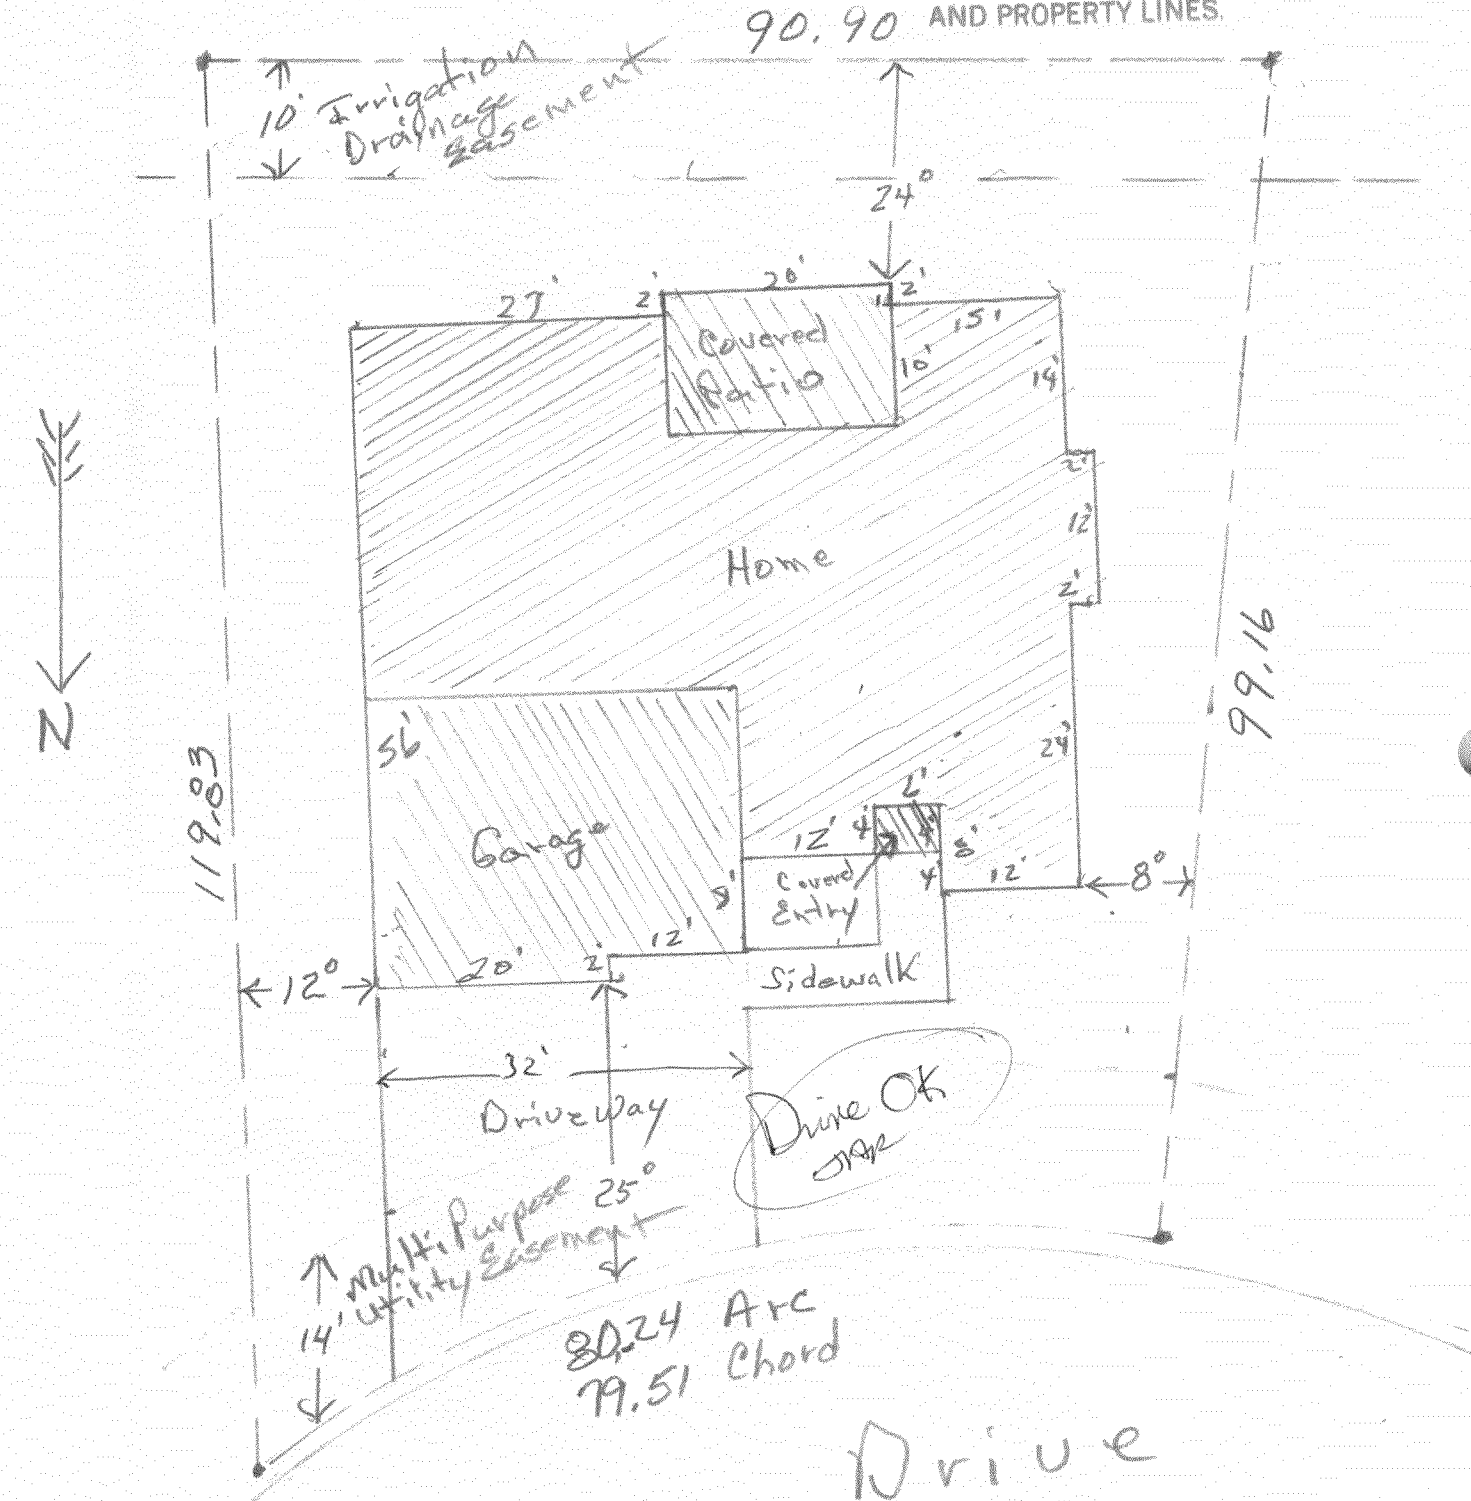 90.90 AND PROPERTY LINES.
10' Irrigation
Drainage
Easement
24°
27' 2' 20' 2'
15'
Covered
Patio
10'
14'
2'
12'
2'
Home
N
119.83
99.16
56'
24'
Garage
12' 4' 4' 8'
8' Covered
Entry
4' 12'
8°
20' 2' 12'
Sidewalk
12°
32'
Driveway
Drive OK
25°
Multi Purpose
Utility Easement
14'
80.24 Arc
79.51 Chord
Drive